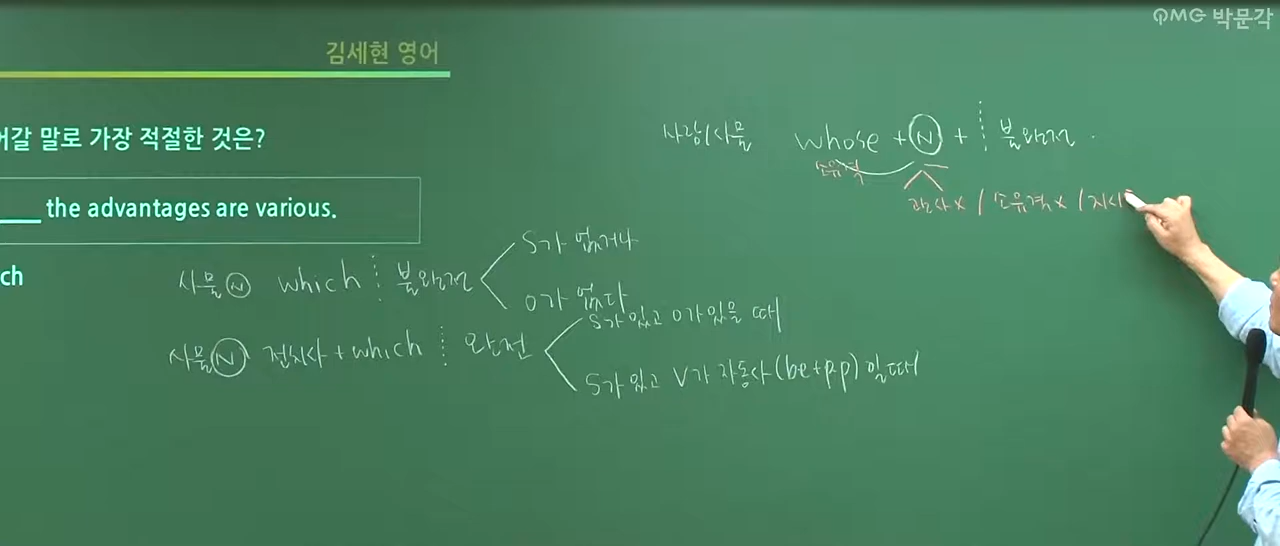 PMG 박문각
김세현 영어
어갈 말로 가장 적절한 것은?
the advantages are various.
ch
사람/사물 whose + N + 불완전
소유격
관사 x / 소유격 x / 지시
S가 없거나
사물 N which 불완전
O가 없다
S가 있고 O가 있을 때
사물 N 전치사 + which 완전
S가 있고 V가 자동사 (be+p.p) 일 때